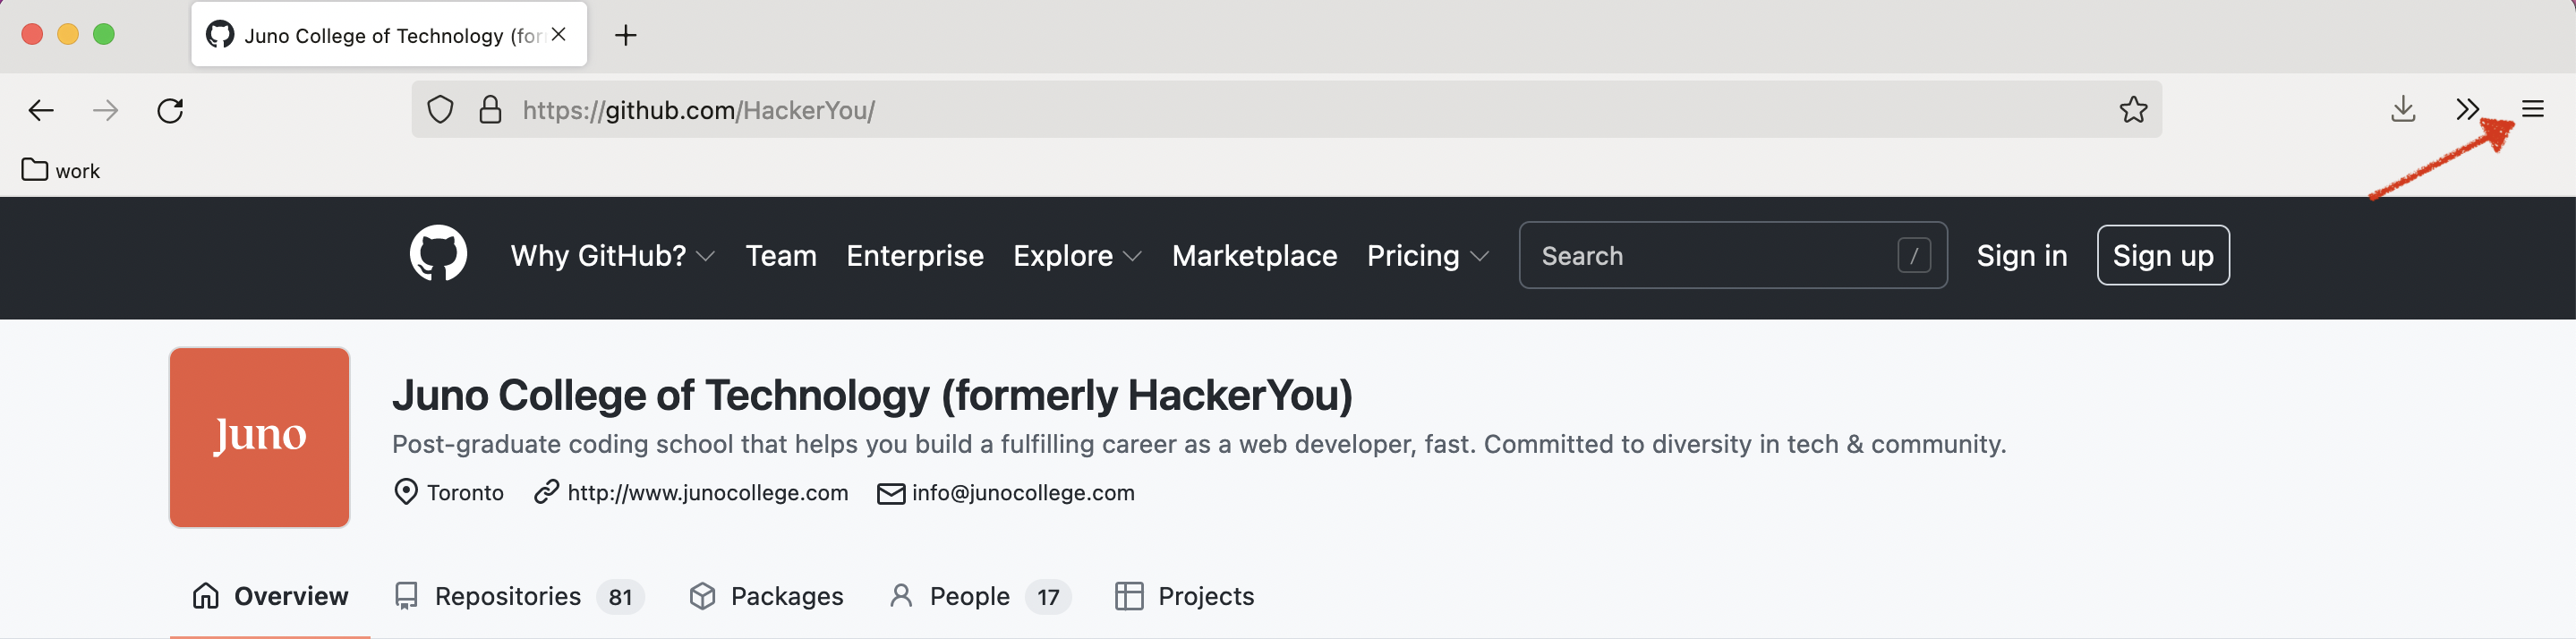 Juno College of Technology (for
https://github.com/HackerYou/
work
Why GitHub? Team Enterprise Explore Marketplace Pricing Search / Sign in Sign up
Juno
Juno College of Technology (formerly HackerYou)
Post-graduate coding school that helps you build a fulfilling career as a web developer, fast. Committed to diversity in tech & community.
Toronto http://www.junocollege.com info@junocollege.com
Overview Repositories 81 Packages People 17 Projects